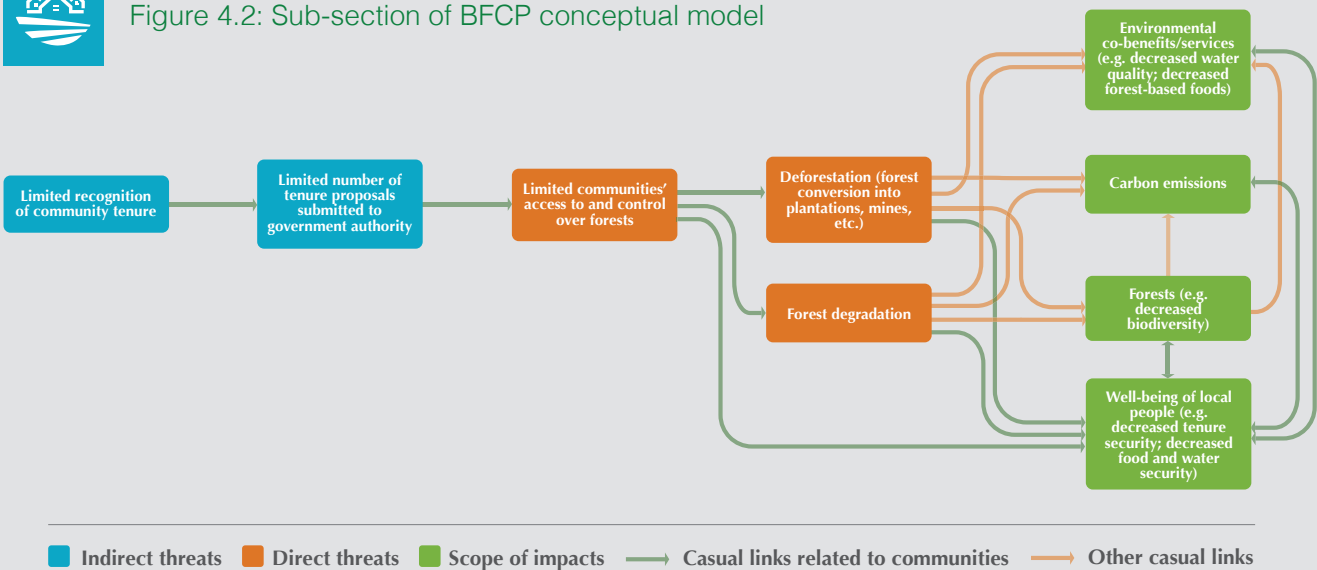 Figure 4.2: Sub-section of BFCP conceptual model
Limited recognition
of community tenure
Limited number of
tenure proposals
submitted to
government authority
Limited communities’
access to and control
over forests
Deforestation (forest
conversion into
plantations, mines,
etc.)
Forest degradation
Environmental
co-benefits/services
(e.g. decreased water
quality; decreased
forest-based foods)
Carbon emissions
Forests (e.g.
decreased
biodiversity)
Well-being of local
people (e.g.
decreased tenure
security; decreased
food and water
security)
Indirect threats
Direct threats
Scope of impacts
Casual links related to communities
Other casual links